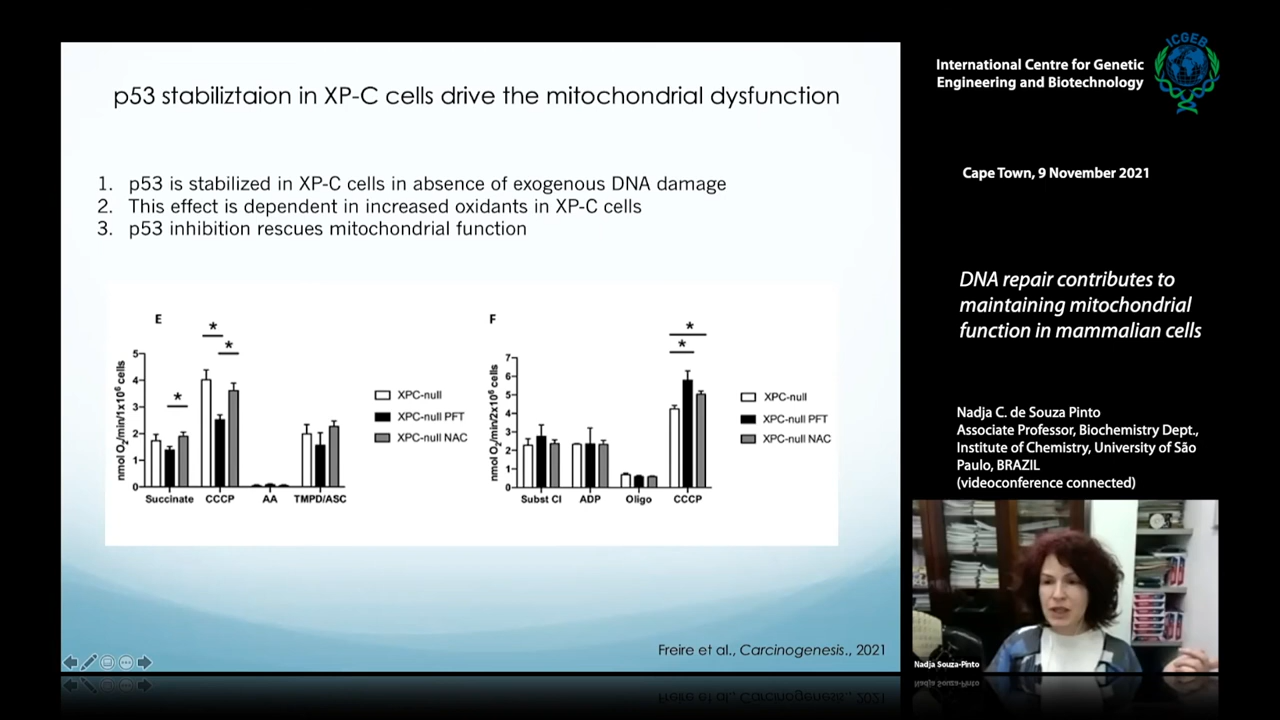 p53 stabiliztaion in XP-C cells drive the mitochondrial dysfunction
1. p53 is stabilized in XP-C cells in absence of exogenous DNA damage
2. This effect is dependent in increased oxidants in XP-C cells
3. p53 inhibition rescues mitochondrial function
E
* * *
nmol O2/min/1x10⁶ cells
5
4
3
2
1
0
Succinate CCCP AA TMPD/ASC
XPC-null
XPC-null PFT
XPC-null NAC
F
* *
nmol O2/min/2x10⁶ cells
7
6
5
4
3
2
1
0
Subst CI ADP Oligo CCCP
XPC-null
XPC-null PFT
XPC-null NAC
Freire et al., Carcinogenesis., 2021
International Centre for Genetic
Engineering and Biotechnology
ICGEB
Cape Town, 9 November 2021
DNA repair contributes to
maintaining mitochondrial
function in mammalian cells
Nadja C. de Souza Pinto
Associate Professor, Biochemistry Dept.,
Institute of Chemistry, University of São
Paulo, BRAZIL
(videoconference connected)
Nadja Souza-Pinto